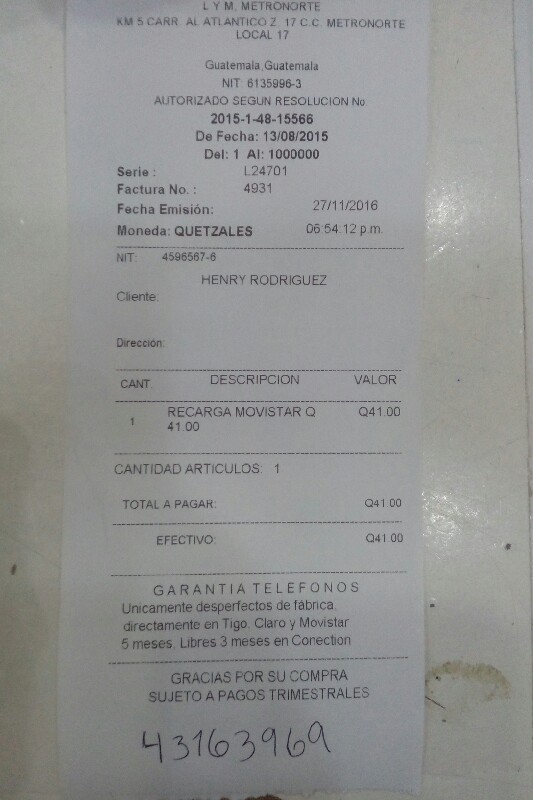 L Y M, METRONORTE
KM 5 CARR. AL ATLANTICO Z. 17 C.C. METRONORTE
LOCAL 17
Guatemala,Guatemala
NIT: 6135996-3
AUTORIZADO SEGUN RESOLUCION No
2015-1-48-15566
De Fecha: 13/08/2015
Del: 1 Al: 1000000
Serie : L24701
Factura No. : 4931
Fecha Emisión: 27/11/2016
Moneda: QUETZALES 06:54:12 p.m.
NIT: 4596567-6
HENRY RODRIGUEZ
Cliente:
Dirección:
CANT. DESCRIPCION VALOR
1 RECARGA MOVISTAR Q Q41.00
41.00
CANTIDAD ARTICULOS: 1
TOTAL A PAGAR: Q41.00
EFECTIVO: Q41.00
GARANTIA TELEFONOS
Unicamente desperfectos de fábrica,
directamente en Tigo, Claro y Movistar
5 meses, Libres 3 meses en Conection
GRACIAS POR SU COMPRA
SUJETO A PAGOS TRIMESTRALES
43163969